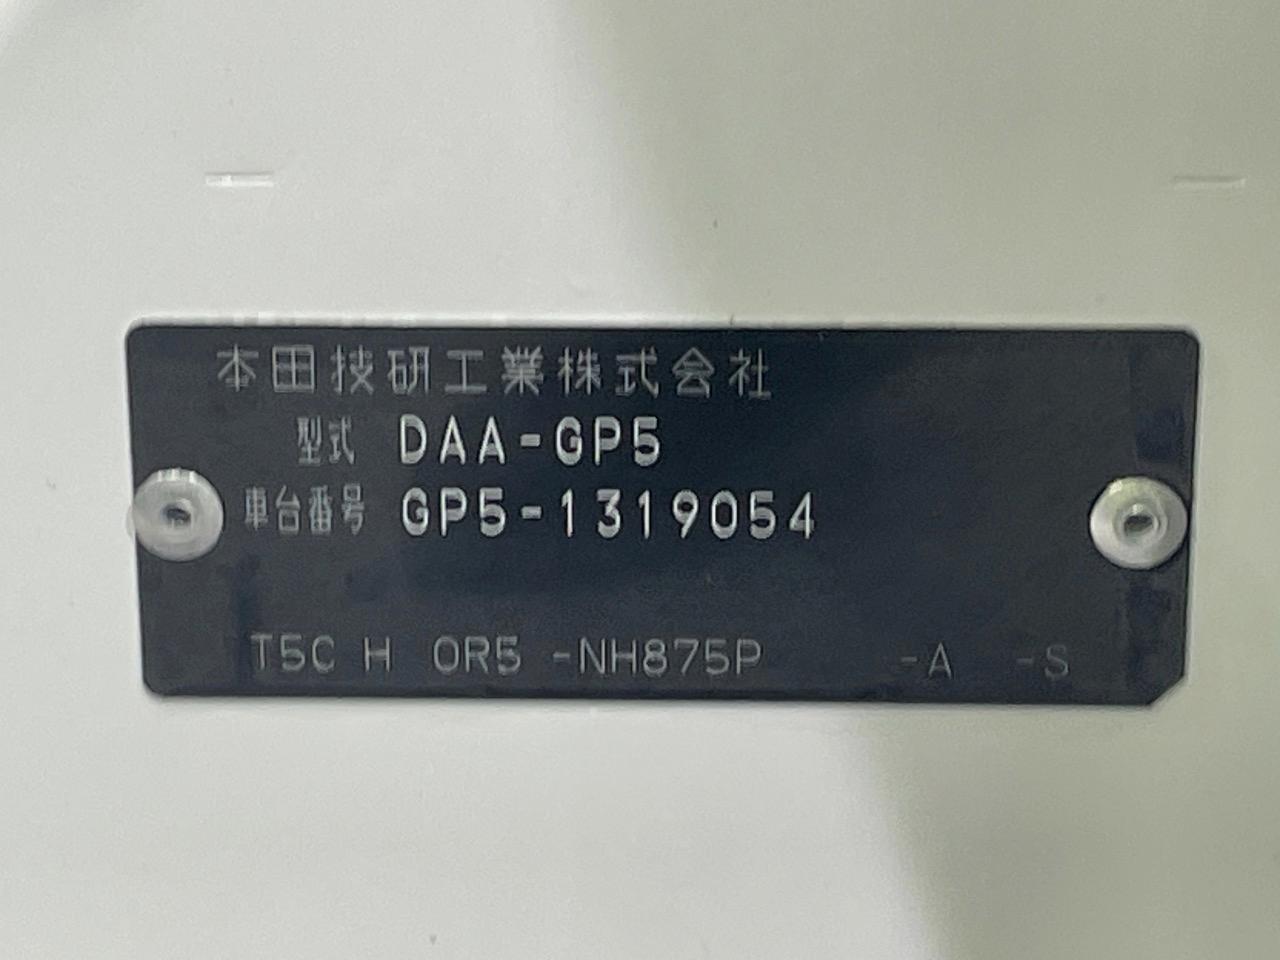 本田技研工業株式会社
型式 DAA-GP5
車台番号 GP5-1319054
T5C H 0R5 -NH875P -A -S